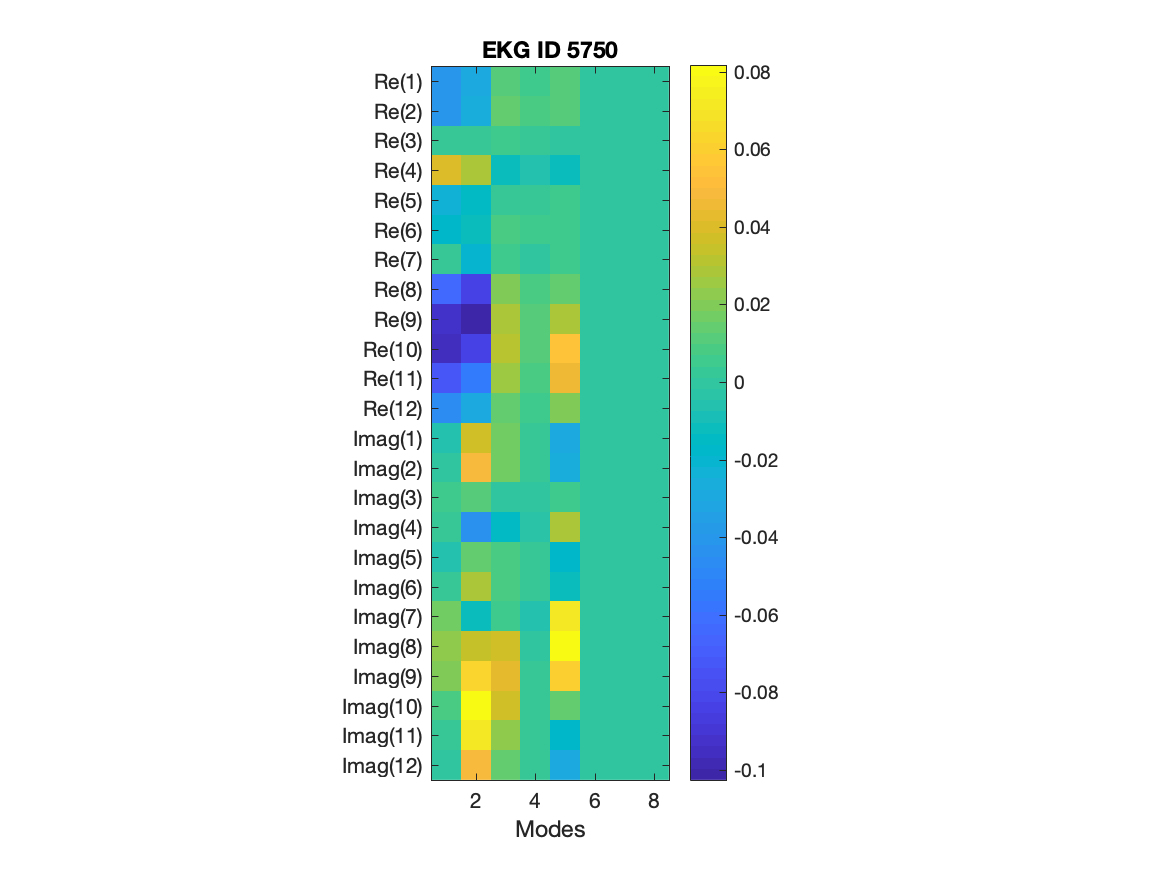 EKG ID 5750
Re(1)
Re(2)
Re(3)
Re(4)
Re(5)
Re(6)
Re(7)
Re(8)
Re(9)
Re(10)
Re(11)
Re(12)
Imag(1)
Imag(2)
Imag(3)
Imag(4)
Imag(5)
Imag(6)
Imag(7)
Imag(8)
Imag(9)
Imag(10)
Imag(11)
Imag(12)
2 4 6 8
Modes
0.08
0.06
0.04
0.02
0
-0.02
-0.04
-0.06
-0.08
-0.1